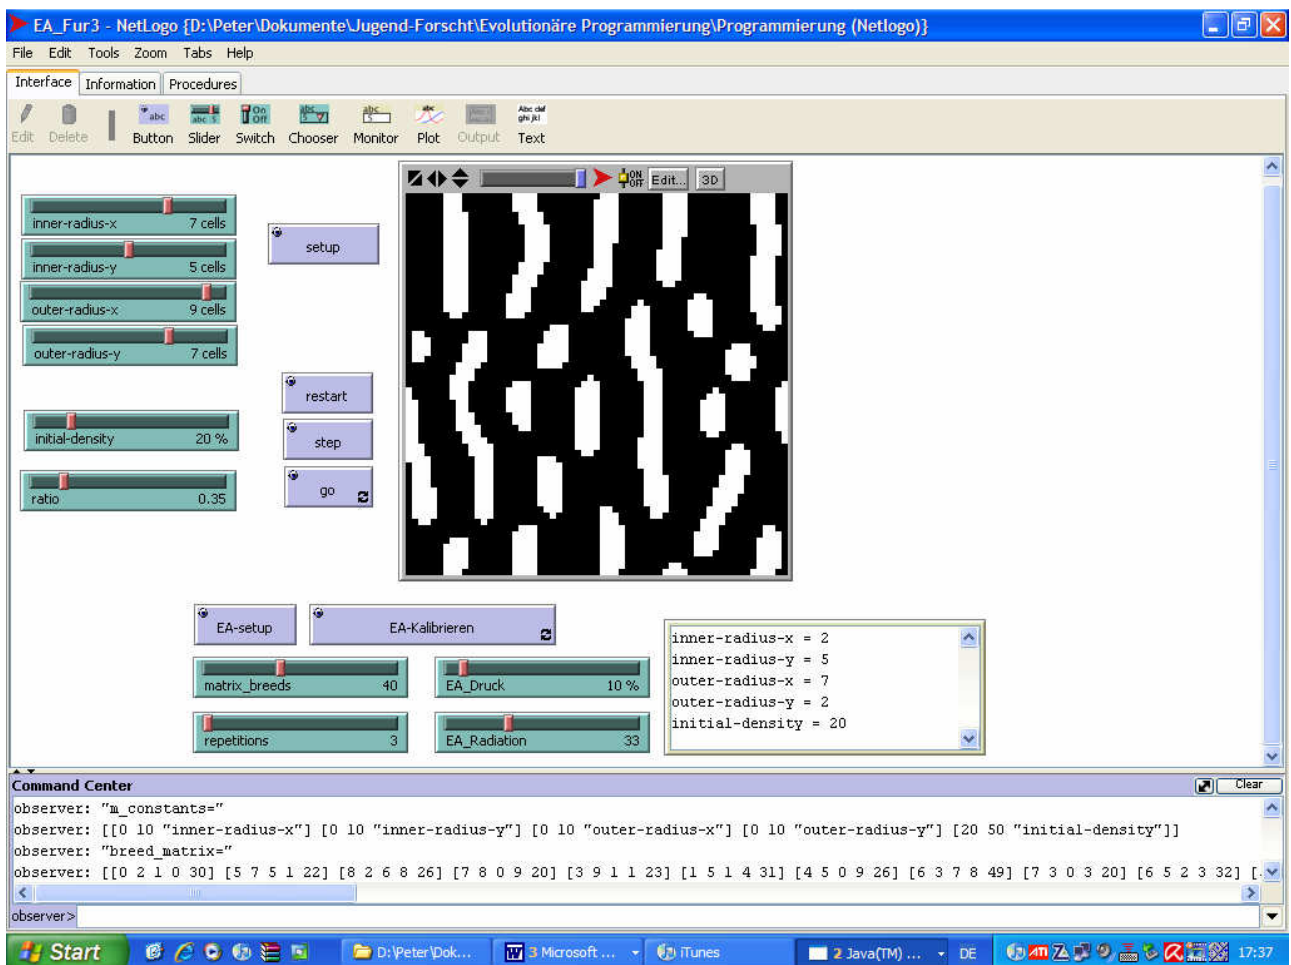 EA_Fur3 - NetLogo {D:\Peter\Dokumente\Jugend-Forscht\Evolutionäre Programmierung\Programmierung (Netlogo)}
File Edit Tools Zoom Tabs Help
Interface Information Procedures
Edit Delete Button Slider Switch Chooser Monitor Plot Output Text
ON OFF Edit... 3D
inner-radius-x 7 cells
setup
inner-radius-y 5 cells
outer-radius-x 9 cells
outer-radius-y 7 cells
restart
initial-density 20 %
step
ratio 0.35
go
EA-setup EA-Kalibrieren
matrix_breeds 40 EA_Druck 10 %
repetitions 3 EA_Radiation 33
inner-radius-x = 2
inner-radius-y = 5
outer-radius-x = 7
outer-radius-y = 2
initial-density = 20
Command Center Clear
observer: "m_constants="
observer: [[0 10 "inner-radius-x"] [0 10 "inner-radius-y"] [0 10 "outer-radius-x"] [0 10 "outer-radius-y"] [20 50 "initial-density"]]
observer: "breed_matrix="
observer: [[0 2 1 0 30] [5 7 5 1 22] [8 2 6 8 26] [7 8 0 9 20] [3 9 1 1 23] [1 5 1 4 31] [4 5 0 9 26] [6 3 7 8 49] [7 3 0 3 20] [6 5 2 3 32] [
observer>
Start D:\Peter\Dok... 3 Microsoft ... iTunes 2 Java(TM) ... DE 17:37